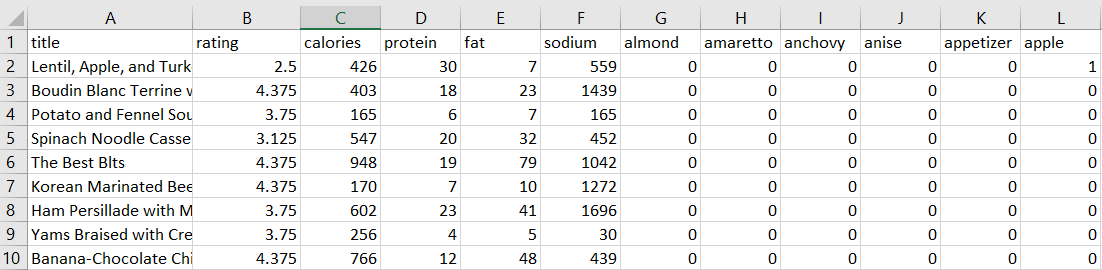 A B C D E F G H I J K L
1 title rating calories protein fat sodium almond amaretto anchovy anise appetizer apple
2 Lentil, Apple, and Turk 2.5 426 30 7 559 0 0 0 0 0 1
3 Boudin Blanc Terrine 4.375 403 18 23 1439 0 0 0 0 0 0
4 Potato and Fennel Sou 3.75 165 6 7 165 0 0 0 0 0 0
5 Spinach Noodle Casse 3.125 547 20 32 452 0 0 0 0 0 0
6 The Best Blts 4.375 948 19 79 1042 0 0 0 0 0 0
7 Korean Marinated Bee 4.375 170 7 10 1272 0 0 0 0 0 0
8 Ham Persillade with M 3.75 602 23 41 1696 0 0 0 0 0 0
9 Yams Braised with Cre 3.75 256 4 5 30 0 0 0 0 0 0
10 Banana-Chocolate Chi 4.375 766 12 48 439 0 0 0 0 0 0